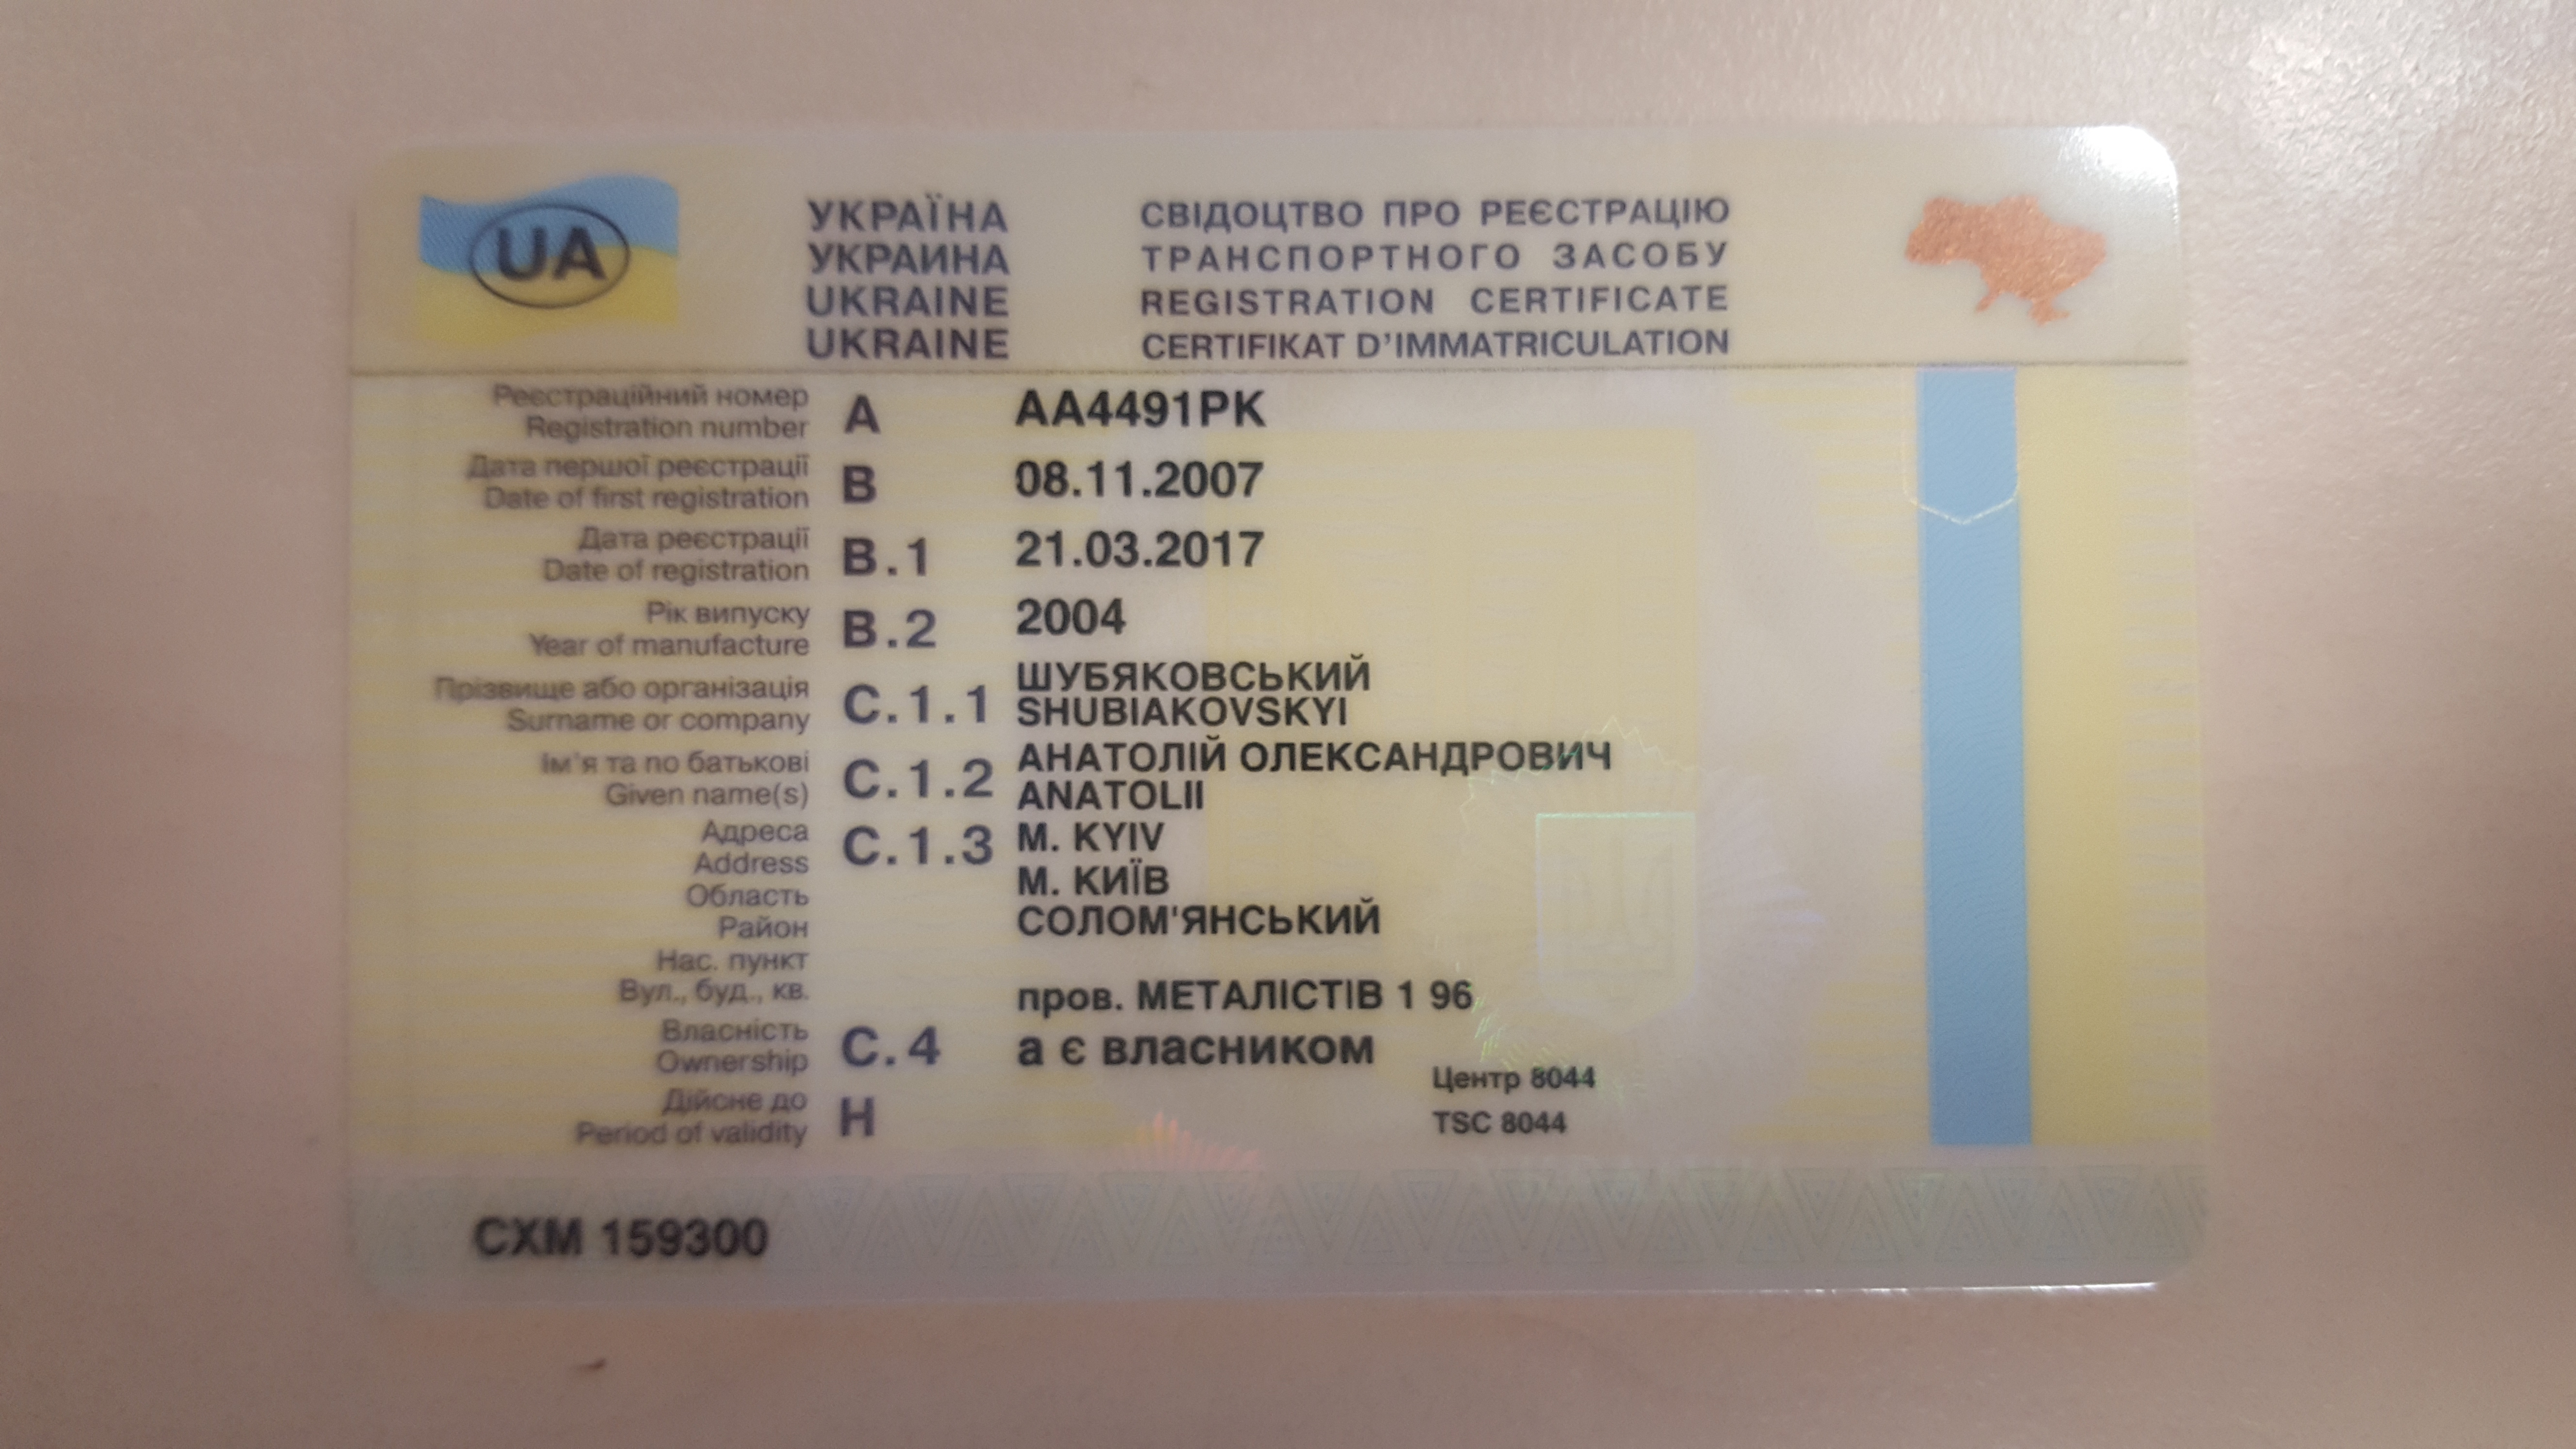 UA
УКРАЇНА
УКРАИНА
UKRAINE
UKRAINE
СВІДОЦТВО ПРО РЕЄСТРАЦІЮ
ТРАНСПОРТНОГО ЗАСОБУ
REGISTRATION CERTIFICATE
CERTIFIKAT D'IMMATRICULATION
Реєстраційний номер
Registration number A AA4491PK
Дата першої реєстрації
Date of first registration B 08.11.2007
Дата реєстрації
Date of registration B.1 21.03.2017
Рік випуску
Year of manufacture B.2 2004
Прізвище або організація C.1.1 ШУБЯКОВСЬКИЙ
Surname or company SHUBIAKOVSKYI
Ім'я та по батькові C.1.2 АНАТОЛІЙ ОЛЕКСАНДРОВИЧ
Given name(s) ANATOLII
Адреса C.1.3 М. KYIV
Address
Область М. КИЇВ
Район СОЛОМ'ЯНСЬКИЙ
Нас. пункт
Вул., буд., кв. пров. МЕТАЛІСТІВ 1 96
Власність C.4 а є власником
Ownership
Дійсне до H Центр 8044
Period of validity TSC 8044
СХМ 159300